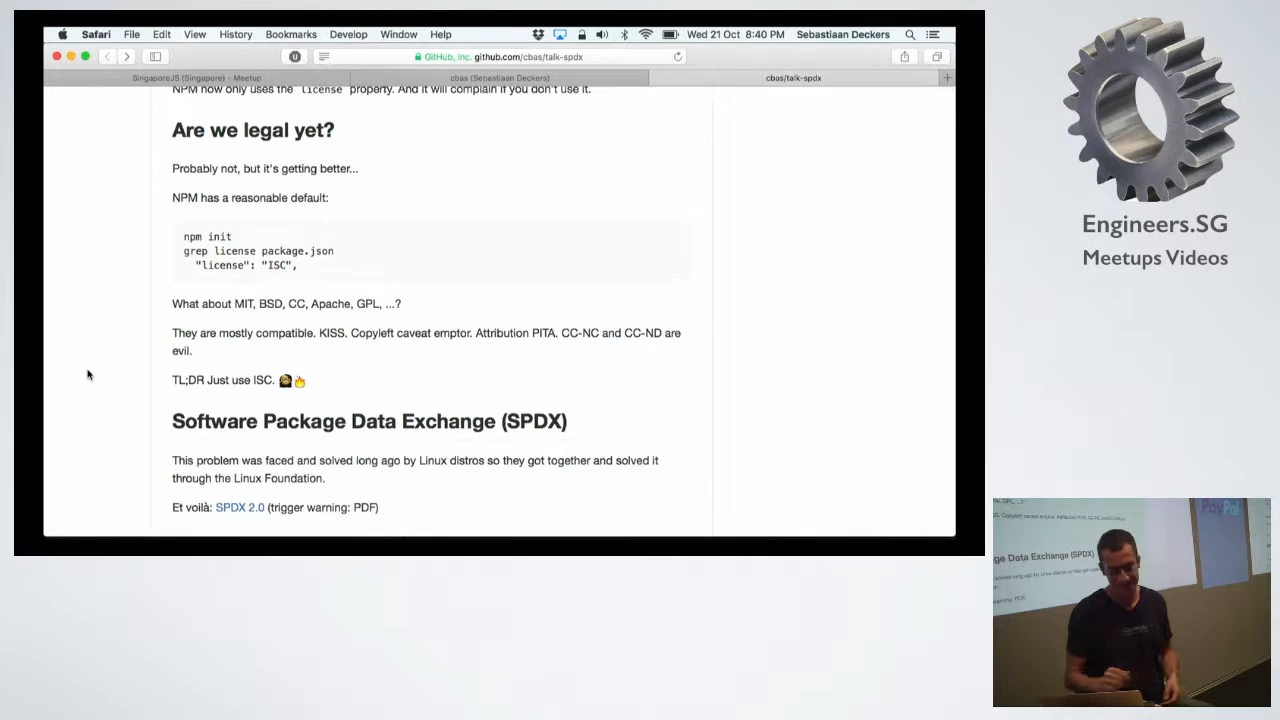 Safari File Edit View History Bookmarks Develop Window Help Wed 21 Oct 8:40 PM Sebastiaan Deckers
GitHub, Inc. github.com/cbas/talk-spdx
SingaporeJS (Singapore) - Meetup cbas (Sebastiaan Deckers) cbas/talk-spdx
NPM now only uses the license property. And it will complain if you don't use it.
Are we legal yet?
Probably not, but it's getting better...
NPM has a reasonable default:
npm init
grep license package.json
"license": "ISC",
What about MIT, BSD, CC, Apache, GPL, ...?
They are mostly compatible. KISS. Copyleft caveat emptor. Attribution PITA. CC-NC and CC-ND are
evil.
TL;DR Just use ISC.
Software Package Data Exchange (SPDX)
This problem was faced and solved long ago by Linux distros so they got together and solved it
through the Linux Foundation.
Et voilà: SPDX 2.0 (trigger warning: PDF)
Engineers.SG
Meetups Videos
PayPal
ge Data Exchange (SPDX)